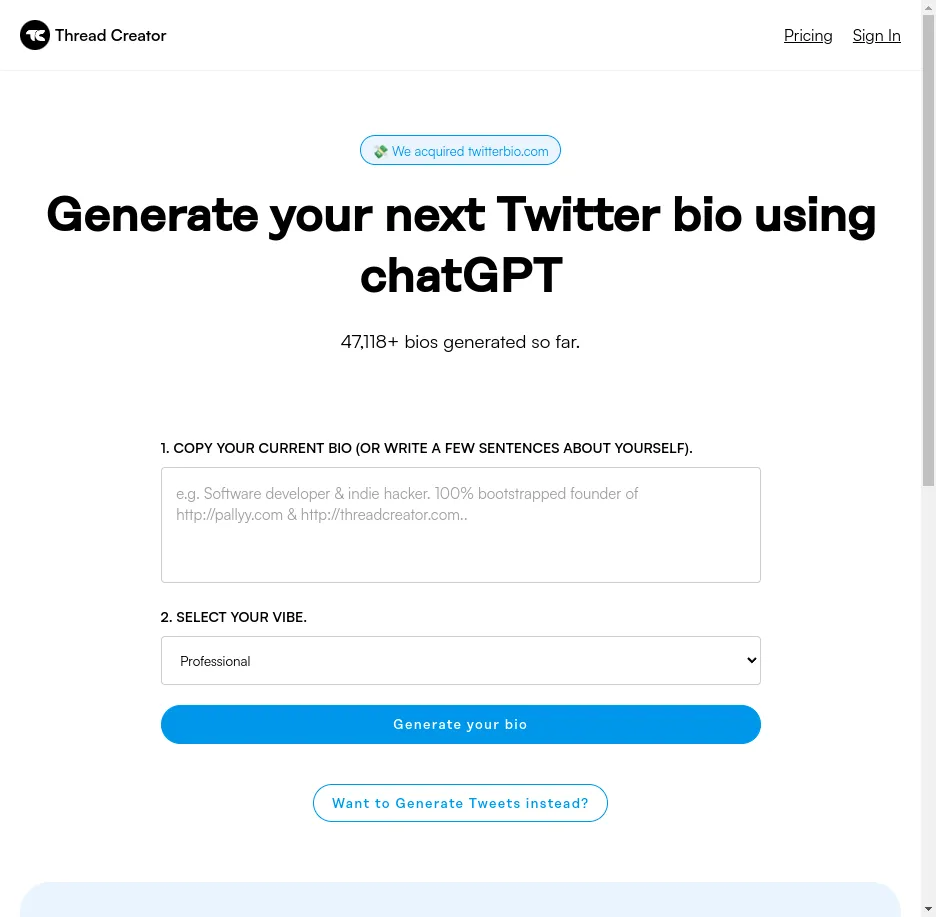 Thread Creator
Pricing
Sign In
💸 We acquired twitterbio.com
Generate your next Twitter bio using
chatGPT
47,118+ bios generated so far.
1. COPY YOUR CURRENT BIO (OR WRITE A FEW SENTENCES ABOUT YOURSELF).
e.g. Software developer & indie hacker. 100% bootstrapped founder of
http://pallyy.com & http://threadcreator.com..
2. SELECT YOUR VIBE.
Professional
Generate your bio
Want to Generate Tweets instead?